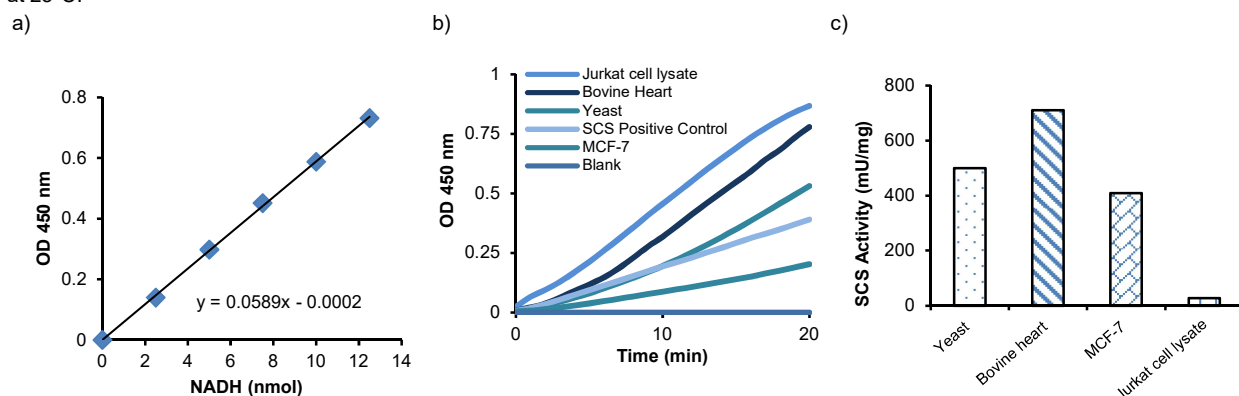 a)
b)
c)
OD 450 nm
0.8
0.6
0.4
0.2
0
0 2 4 6 8 10 12 14
y = 0.0589x - 0.0002
NADH (nmol)
OD 450 nm
1
0.75
0.5
0.25
0
0 10 20
Jurkat cell lysate
Bovine Heart
Yeast
SCS Positive Control
MCF-7
Blank
Time (min)
SCS Activity (mU/mg)
800
600
400
200
0
Yeast
Bovine heart
MCF-7
Jurkat cell lysate